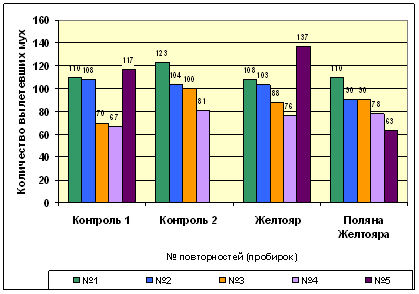 Количество вылетевших мух
160
140
120
100
80
60
40
20
0
110 108 70 67 117
123 104 100 81
108 103 88 76 137
110 90 90 78 63
Контроль 1 Контроль 2 Желтояр Поляна
Желтояра
№ повторностей (пробирок)
№1 №2 №3 №4 №5